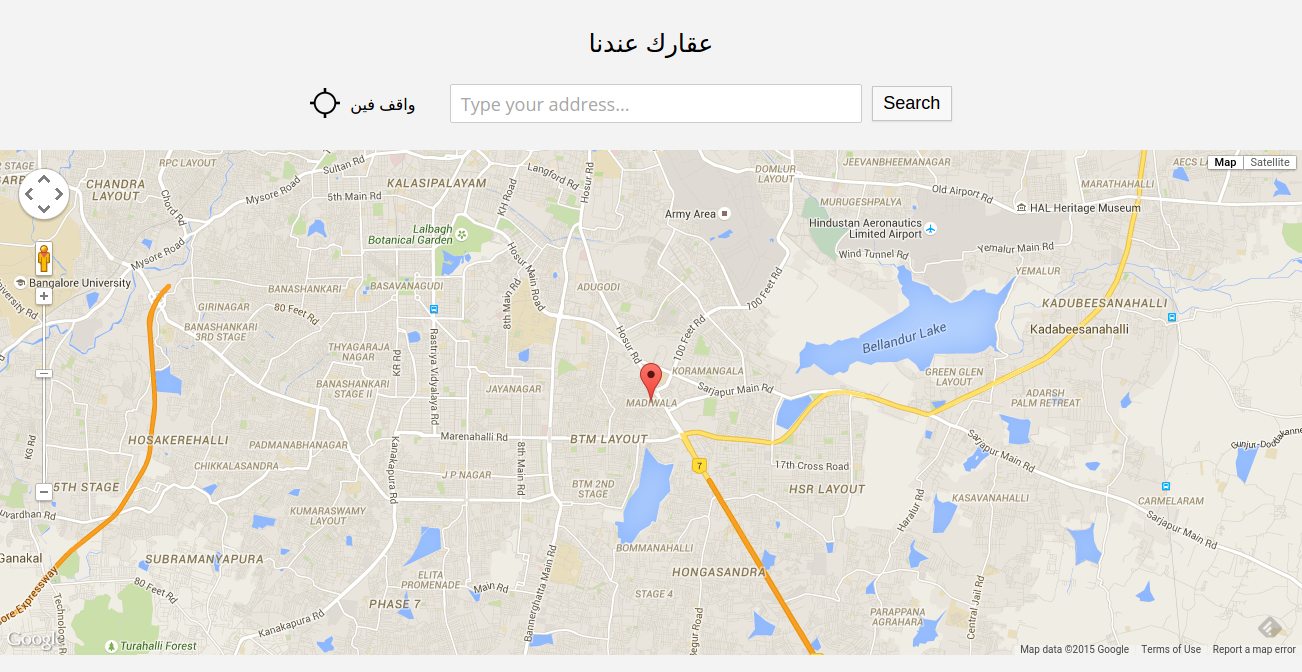 عقارك عندنا
واقف فين
Type your address...
Search
Map
Satellite
RPC LAYOUT
Sultan Rd
Langford Rd
Hosur Rd
DOMLUR
LAYOUT
JEEVANBHEEMANAGAR
AECS L
CHANDRA
LAYOUT
Chord Rd
Mysore Road
5th Main Rd
KALASIPALAYAM
KH Road
Old Airport Rd
MARATHAHALLI
MURUGESHPALYA
Army Area
HAL Heritage Museum
Lalbagh
Botanical Garden
Hindustan Aeronautics
Limited Airport
Mysore Rd
Hosur Main Road
Wind Tunnel Rd
Yemalur Main Rd
YEMALUR
Bangalore University
BANASHANKARI
BASAVANAGUDI
8th Main Rd
ADUGODI
100 Feet Rd
GIRINAGAR
80 Feet Rd
KADUBEESANAHALLI
Kadabeesanahalli
BANASHANKARI
3RD STAGE
THYAGARAJA
NAGAR
KR Rd
Rastriya Vidyalaya Rd
Hosur Rd
100 Feet Rd
Bellandur Lake
KORAMANGALA
GREEN GLEN
LAYOUT
BANASHANKARI
STAGE II
JAYANAGAR
MADIWALA
Sarjapur Main Rd
ADARSH
PALM RETREAT
KG Rd
HOSAKEREHALLI
PADMANABHANAGAR
Marenahalli Rd
BTM LAYOUT
Sarjapur Main Rd
Gunjur-Doddakanne
CHIKKALASANDRA
Kanakapura Rd
J P NAGAR
8th Main Rd
7
17th Cross Road
5TH STAGE
BTM 2ND
STAGE
HSR LAYOUT
Haralur Rd
KASAVANAHALLI
CARMELARAM
uvardhan Rd
KUMARASWAMY
LAYOUT
Sarjapur Main Rd
Ganakal
SUBRAMANYAPURA
BOMMANAHALLI
ELITA
PROMENADE
Main Rd
HONGASANDRA
80 Feet Rd
PHASE 7
Bannerghatta Main Rd
STAGE 4
Central Jail Rd
PARAPPANA
AGRAHARA
Kanakapura Rd
Turahalli Forest
Google
Map data ©2015 Google
Terms of Use
Report a map error